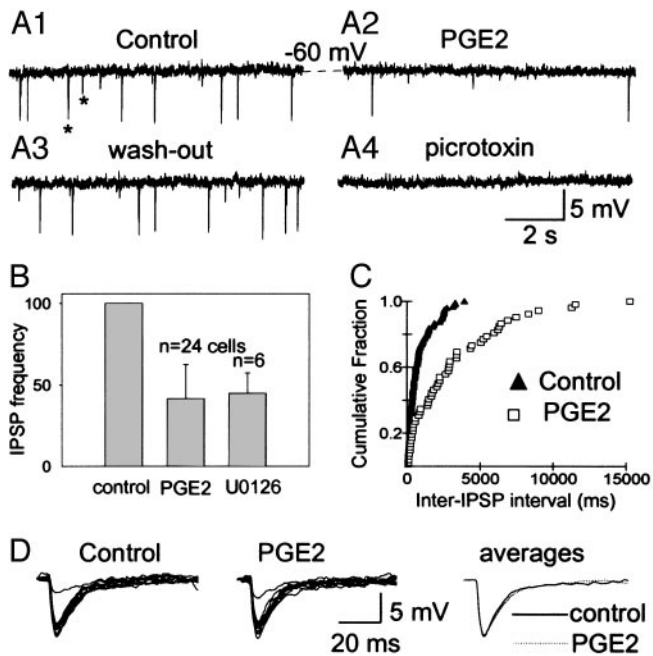 A1 Control -60 mV A2 PGE2
*
*
A3 wash-out A4 picrotoxin
5 mV
2 s
B
IPSP frequency
100
50
0
n=24 cells
n=6
control PGE2 U0126
C
Cumulative Fraction
1.0
0.6
0.2
▲ Control
□ PGE2
0 5000 10000 15000
Inter-IPSP interval (ms)
D Control PGE2 averages
5 mV
20 ms
control
PGE2